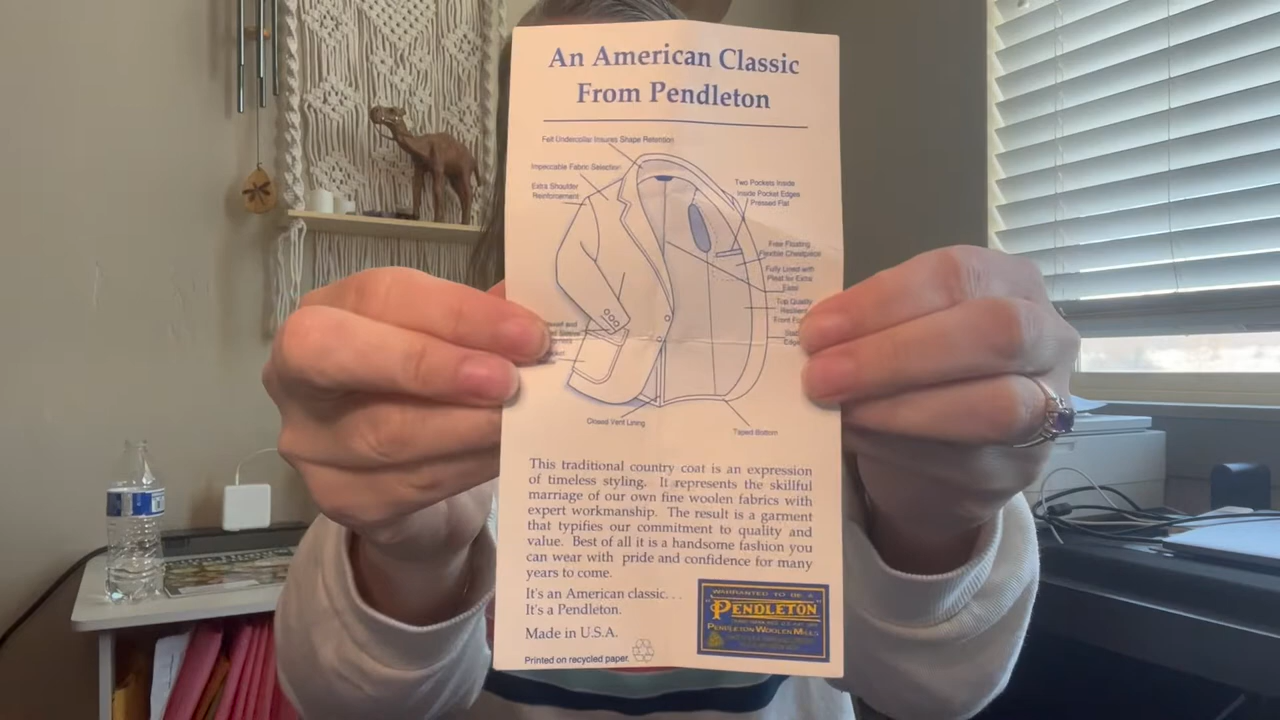 An American Classic
From Pendleton
Felt Undercollar Insures Shape Retention
Impeccable Fabric Selection
Extra Shoulder
Reinforcement
Two Pockets Inside
Inside Pocket Edges
Pressed Flat
Free Floating
Flexible Chestpiece
Fully Lined with
Pleat for Extra
Ease
Top Quality
Resilient
Front
Closed Vent Lining
Taped Bottom
This traditional country coat is an expression
of timeless styling. It represents the skillful
marriage of our own fine woolen fabrics with
expert workmanship. The result is a garment
that typifies our commitment to quality and
value. Best of all it is a handsome fashion you
can wear with pride and confidence for many
years to come.
It's an American classic. . .
It's a Pendleton.
Made in U.S.A.
Printed on recycled paper.
WARRANTED TO BE A
"PENDLETON"
PENDLETON WOOLEN MILLS